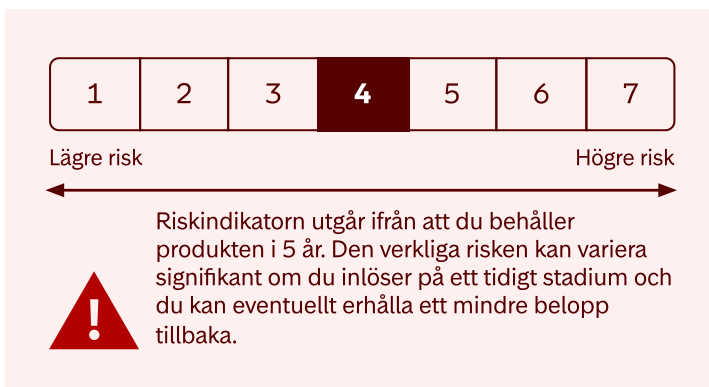 1 2 3 4 5 6 7
Lägre risk Högre risk
Riskindikatorn utgår ifrån att du behåller
produkten i 5 år. Den verkliga risken kan variera
signifikant om du inlöser på ett tidigt stadium och
du kan eventuellt erhålla ett mindre belopp
tillbaka.
!